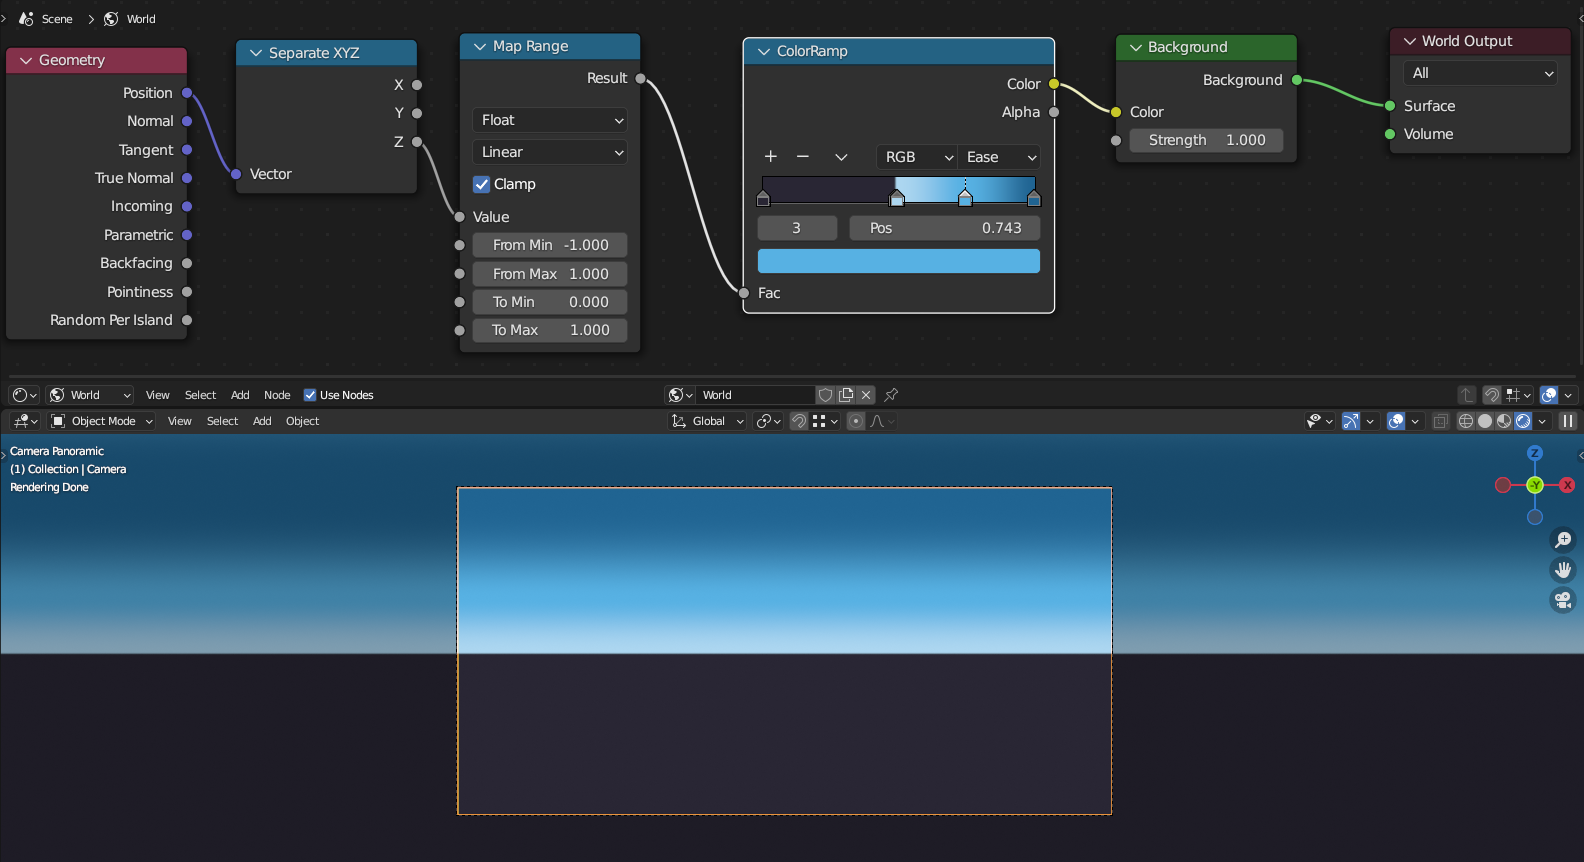 Scene
World
Geometry
Position
Normal
Tangent
True Normal
Incoming
Parametric
Backfacing
Pointiness
Random Per Island
Separate XYZ
X
Y
Z
Vector
Map Range
Result
Float
Linear
Clamp
Value
From Min -1.000
From Max 1.000
To Min 0.000
To Max 1.000
ColorRamp
Color
Alpha
RGB Ease
3 Pos 0.743
Fac
Background
Background
Color
Strength 1.000
World Output
All
Surface
Volume
World View Select Add Node Use Nodes World
Object Mode View Select Add Object Global
Camera Panoramic
(1) Collection | Camera
Rendering Done
Z
-Y X